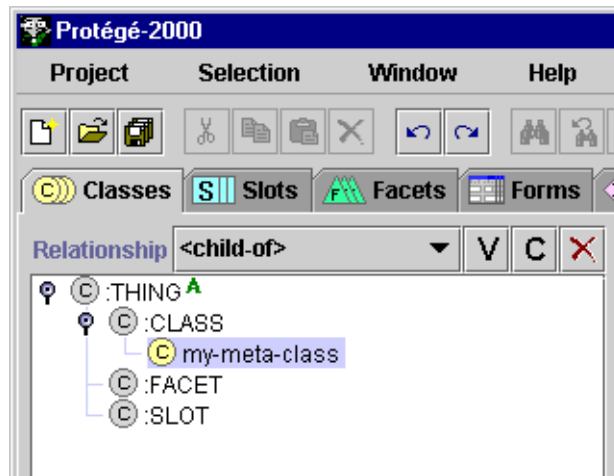 Protégé-2000
Project Selection Window Help
C Classes S Slots F Facets Forms
Relationship <child-of> V C
C :THING A
C :CLASS
C my-meta-class
C :FACET
C :SLOT